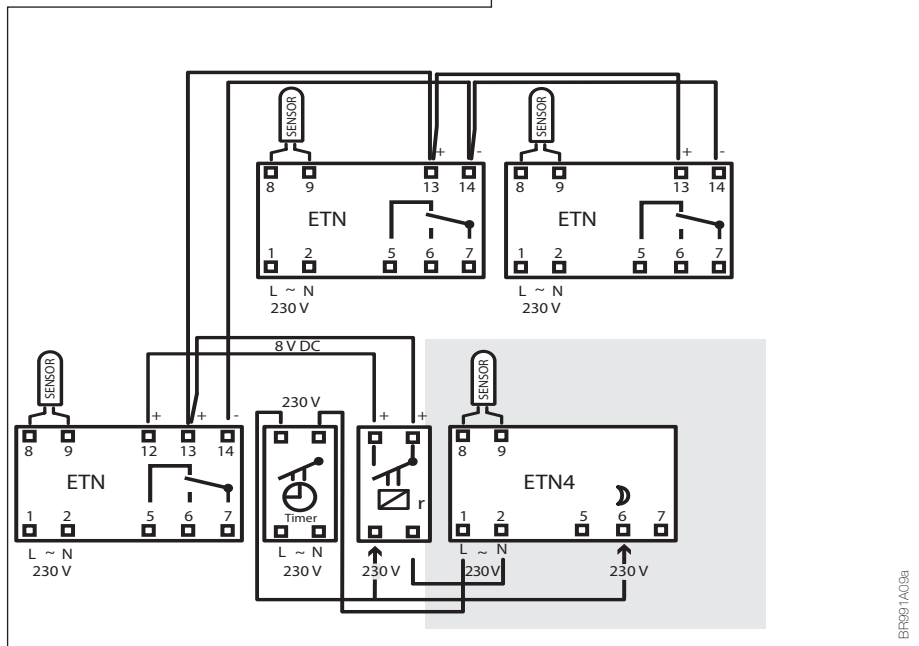 SENSOR
SENSOR
+ - + -
8 9 13 14
8 9 13 14
ETN
ETN
1 2 5 6 7
1 2 5 6 7
L ~ N
230 V
L ~ N
230 V
8 V DC
SENSOR
SENSOR
230 V
+ + -
+ +
8 9 12 13 14
8 9
ETN
Timer
r
ETN4
1 2 5 6 7
1 2 5 6 7
L ~ N
230 V
L ~ N
230 V
230 V
L ~ N
230 V
230 V
BR991A09a